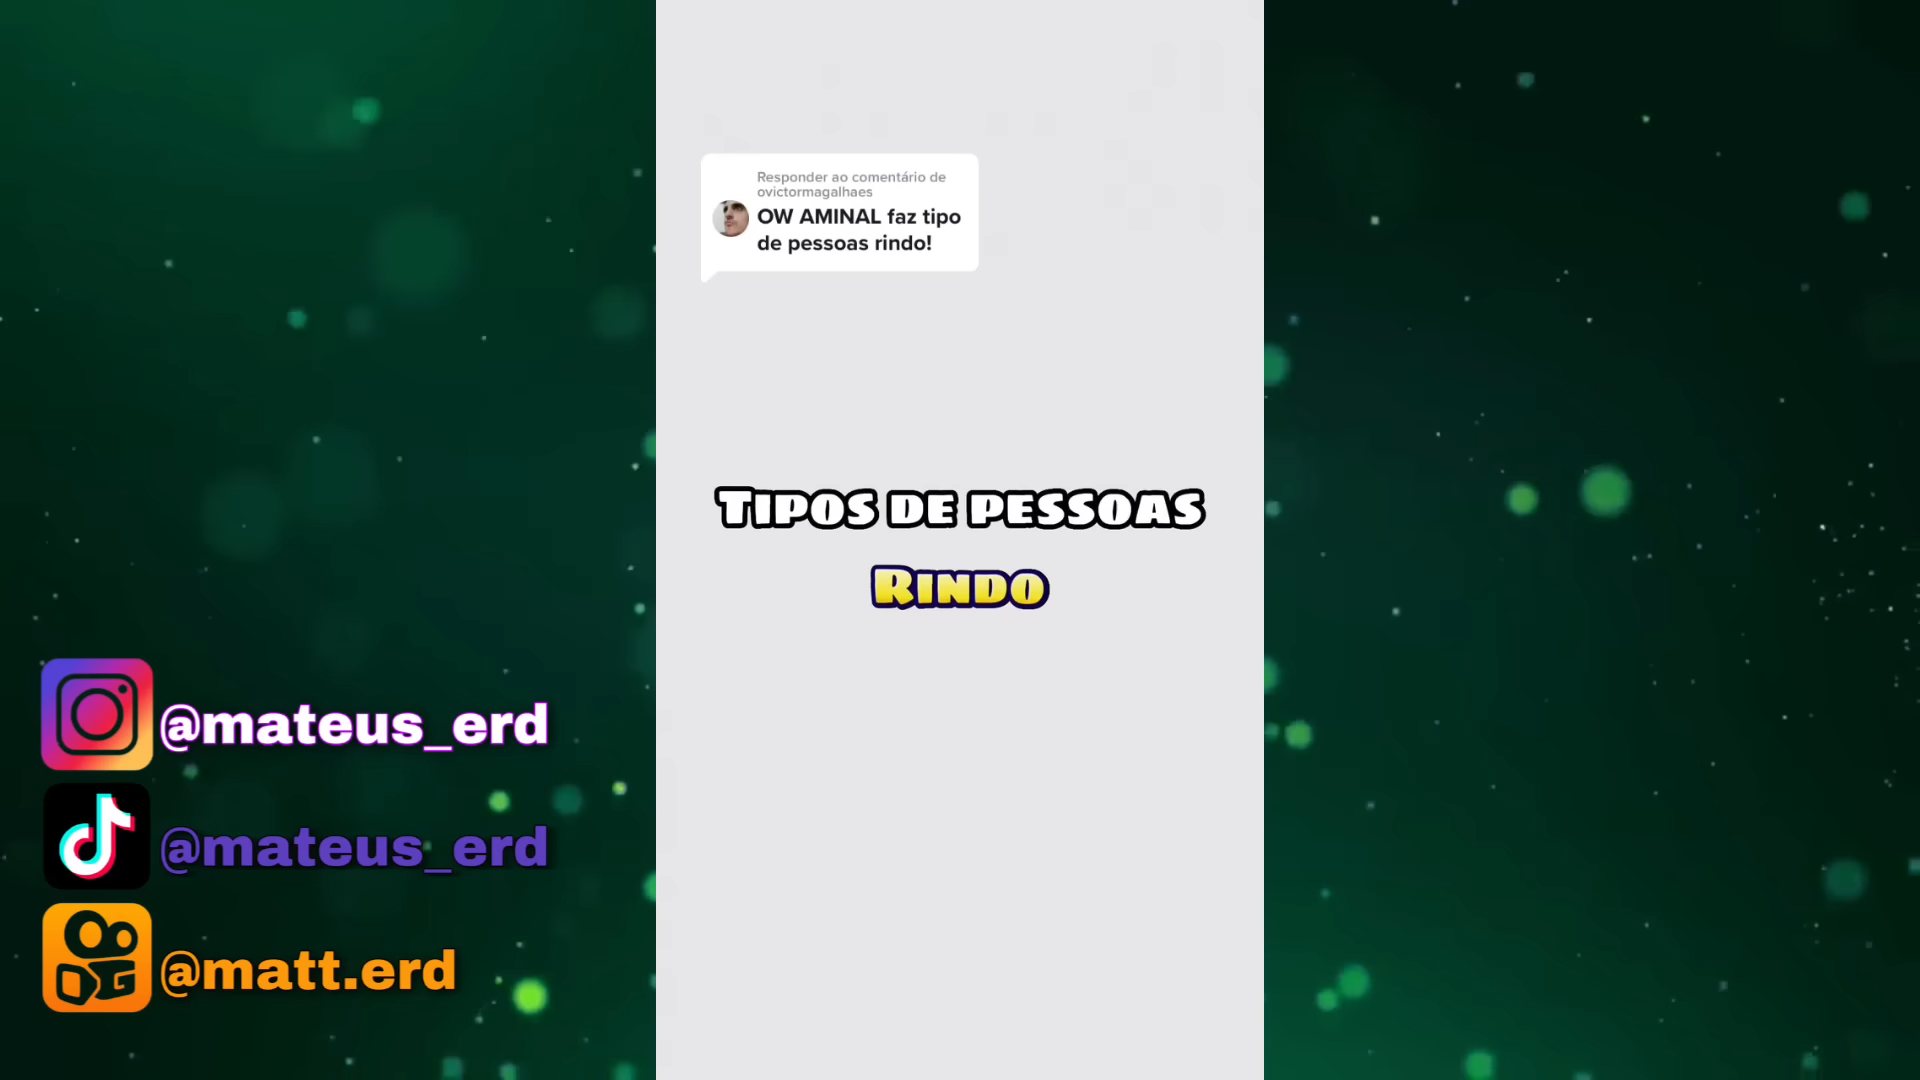 Responder ao comentário de
ovictormagalhaes
OW AMINAL faz tipo
de pessoas rindo!
TIPOS DE PESSOAS
RINDO
@mateus_erd
@mateus_erd
@matt.erd